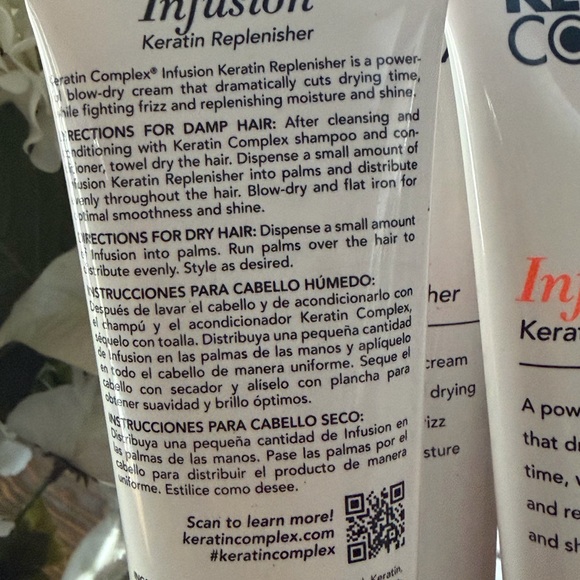 Infusion
Keratin Replenisher
Keratin Complex® Infusion Keratin Replenisher is a power-
ful blow-dry cream that dramatically cuts drying time,
while fighting frizz and replenishing moisture and shine.
DIRECTIONS FOR DAMP HAIR: After cleansing and
conditioning with Keratin Complex shampoo and con-
ditioner, towel dry the hair. Dispense a small amount of
Infusion Keratin Replenisher into palms and distribute
evenly throughout the hair. Blow-dry and flat iron for
optimal smoothness and shine.
DIRECTIONS FOR DRY HAIR: Dispense a small amount
of Infusion into palms. Run palms over the hair to
distribute evenly. Style as desired.
INSTRUCCIONES PARA CABELLO HÚMEDO:
Después de lavar el cabello y de acondicionarlo con
el champú y el acondicionador Keratin Complex,
séquelo con toalla. Distribuya una pequeña cantidad
de Infusion en las palmas de las manos y aplíquelo
en todo el cabello de manera uniforme. Seque el
cabello con secador y alíselo con plancha para
obtener suavidad y brillo óptimos.
INSTRUCCIONES PARA CABELLO SECO:
Distribuya una pequeña cantidad de Infusion en
las palmas de las manos. Pase las palmas por el
cabello para distribuir el producto de manera
uniforme. Estilice como desee.
Scan to learn more!
keratincomplex.com
#keratincomplex
her
cream
drying
rizz
sture
CO
Inf
Kerat
A pow
that dr
time, w
and re
and sh